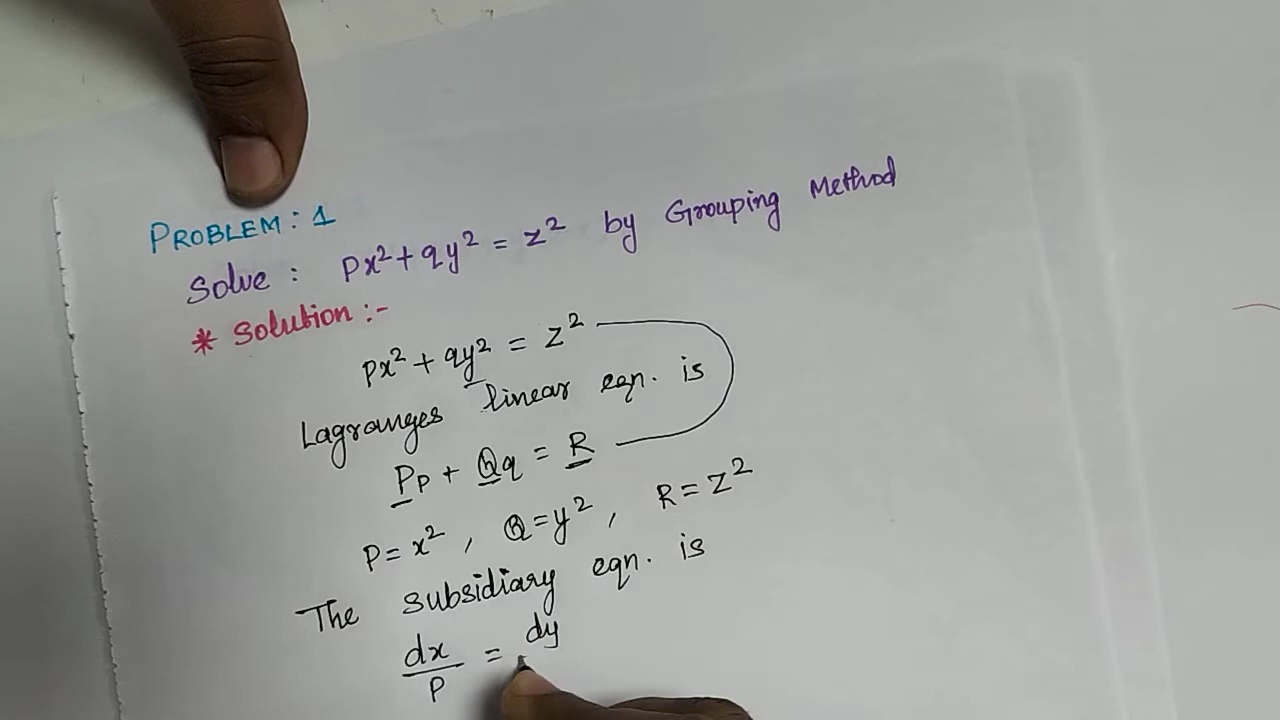 PROBLEM: 1
Solve : px² + qy² = z² by Grouping Method
* Solution :-
px² + qy² = z²
Lagranges linear eqn. is
Pp + Qq = R
P = x² , Q = y² , R = z²
The subsidiary eqn. is
dx/P = dy